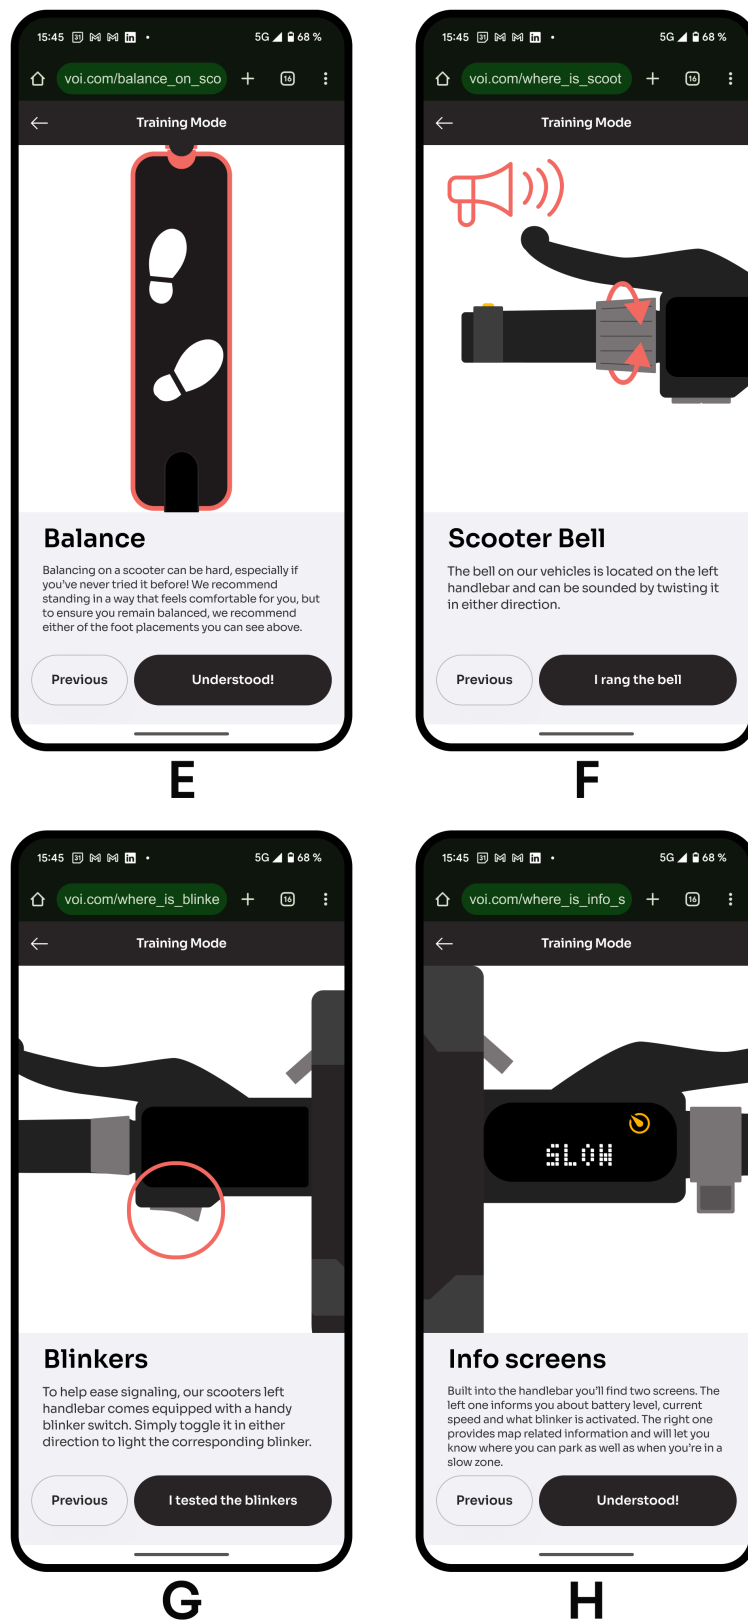 15:45 31 M M in • 5G 68 %
voi.com/balance_on_sco + 16
Training Mode
Balance
Balancing on a scooter can be hard, especially if
you've never tried it before! We recommend
standing in a way that feels comfortable for you, but
to ensure you remain balanced, we recommend
either of the foot placements you can see above.
Previous
Understood!
E
15:45 31 M M in • 5G 68 %
voi.com/where_is_scoot + 16
Training Mode
Scooter Bell
The bell on our vehicles is located on the left
handlebar and can be sounded by twisting it
in either direction.
Previous
I rang the bell
F
15:45 31 M M in • 5G 68 %
voi.com/where_is_blinke + 16
Training Mode
Blinkers
To help ease signaling, our scooters left
handlebar comes equipped with a handy
blinker switch. Simply toggle it in either
direction to light the corresponding blinker.
Previous
I tested the blinkers
G
15:45 31 M M in • 5G 68 %
voi.com/where_is_info_s + 16
Training Mode
SLOW
Info screens
Built into the handlebar you'll find two screens. The
left one informs you about battery level, current
speed and what blinker is activated. The right one
provides map related information and will let you
know where you can park as well as when you're in a
slow zone.
Previous
Understood!
H